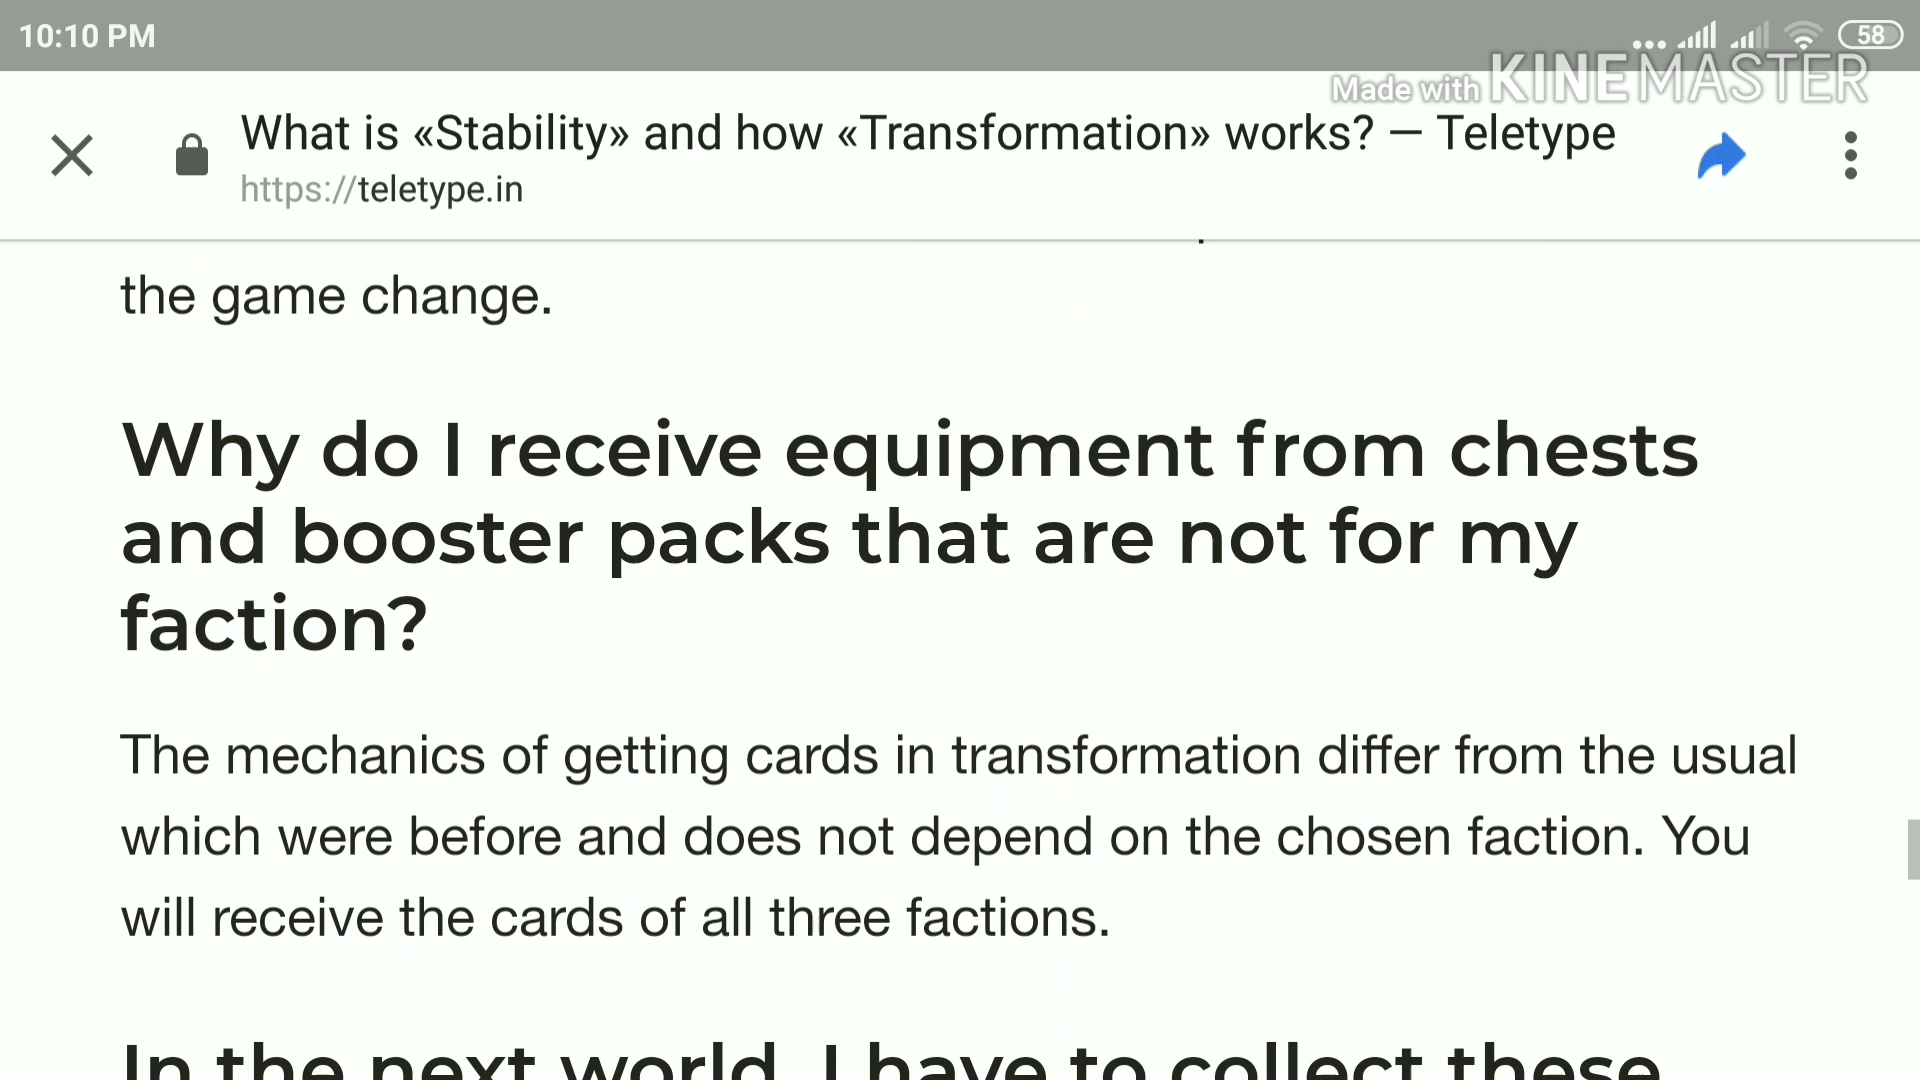 10:10 PM
58
Made with KINEMASTER
What is «Stability» and how «Transformation» works? — Teletype
https://teletype.in
the game change.
Why do I receive equipment from chests
and booster packs that are not for my
faction?
The mechanics of getting cards in transformation differ from the usual
which were before and does not depend on the chosen faction. You
will receive the cards of all three factions.
In the next world, I have to collect these